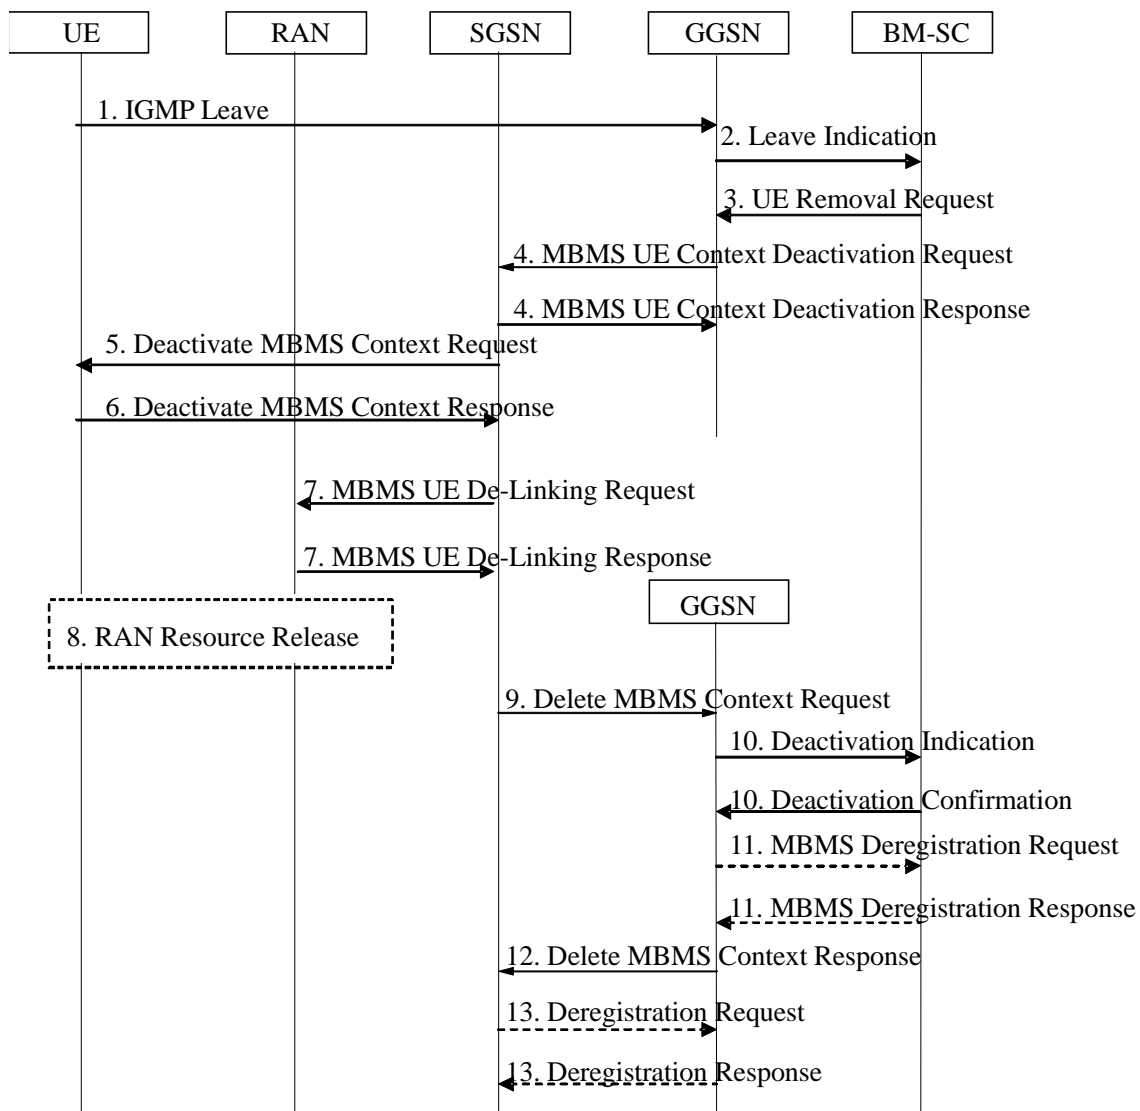 UE
RAN
SGSN
GGSN
BM-SC
1. IGMP Leave
2. Leave Indication
3. UE Removal Request
4. MBMS UE Context Deactivation Request
4. MBMS UE Context Deactivation Response
5. Deactivate MBMS Context Request
6. Deactivate MBMS Context Response
7. MBMS UE De-Linking Request
7. MBMS UE De-Linking Response
GGSN
8. RAN Resource Release
9. Delete MBMS Context Request
10. Deactivation Indication
10. Deactivation Confirmation
11. MBMS Deregistration Request
11. MBMS Deregistration Response
12. Delete MBMS Context Response
13. Deregistration Request
13. Deregistration Response